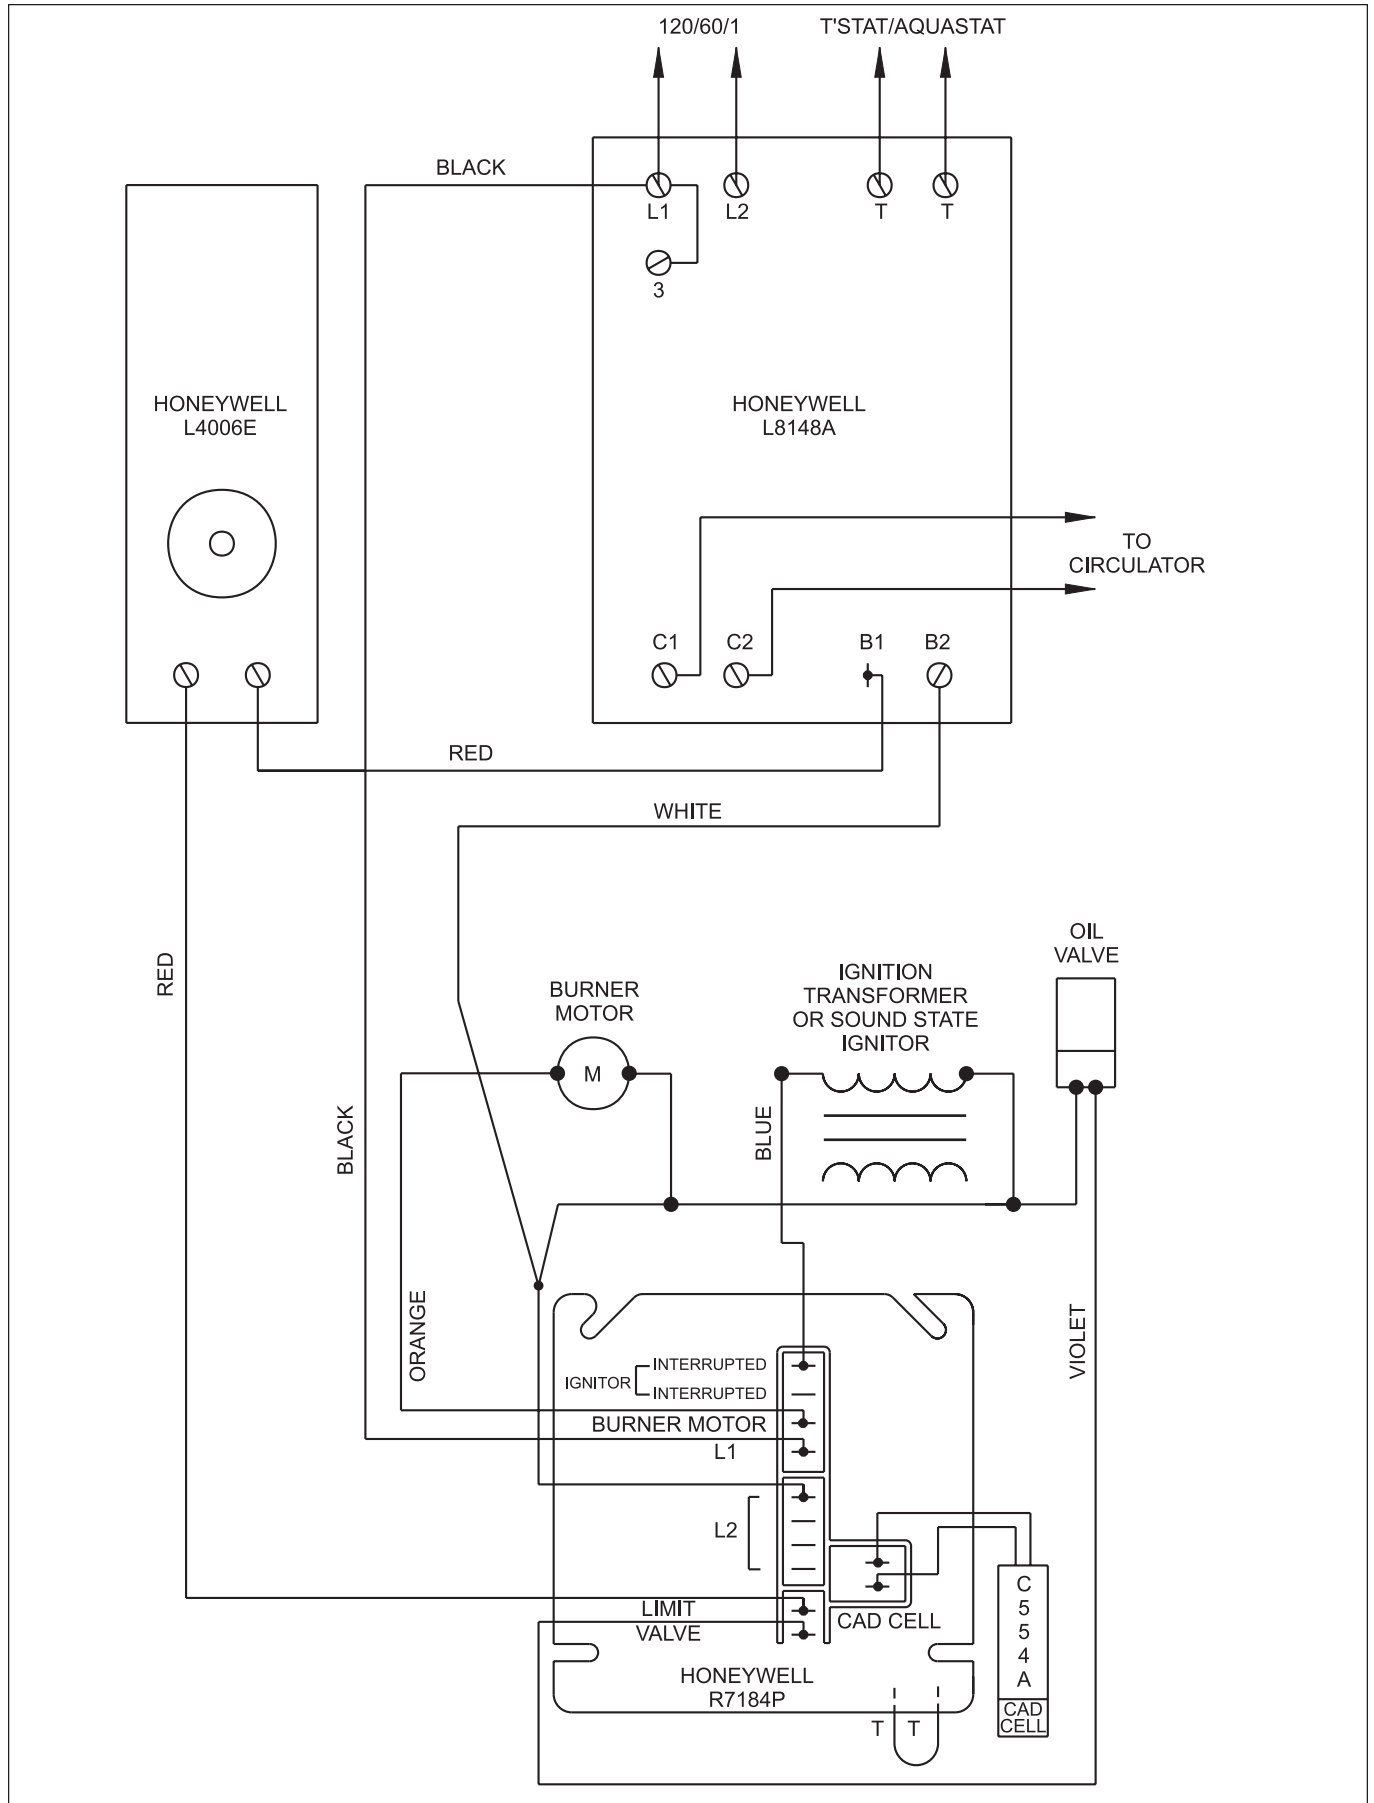 120/60/1
T'STAT/AQUASTAT
BLACK
L1
L2
T
T
3
HONEYWELL
L4006E
HONEYWELL
L8148A
TO
CIRCULATOR
C1
C2
B1
B2
RED
WHITE
RED
BLACK
OIL
VALVE
BURNER
MOTOR
IGNITION
TRANSFORMER
OR SOUND STATE
IGNITOR
M
BLUE
ORANGE
VIOLET
IGNITOR
INTERRUPTED
INTERRUPTED
BURNER MOTOR
L1
L2
LIMIT
VALVE
CAD CELL
HONEYWELL
R7184P
T
T
C
5
5
4
A
CAD
CELL